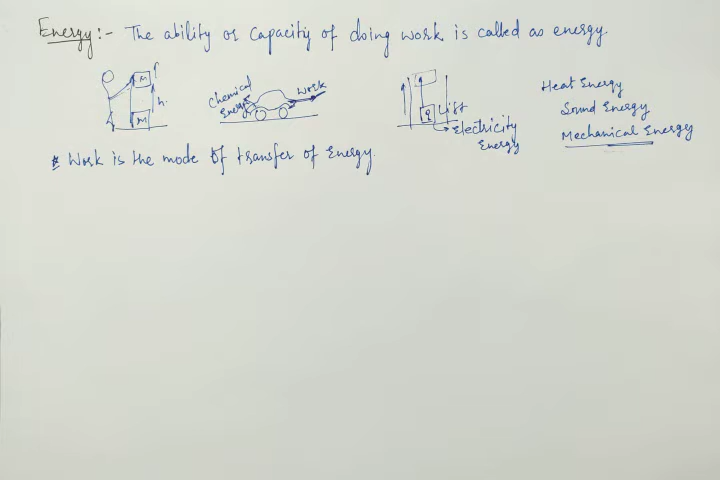 Energy:- The ability or capacity of doing work is called as energy.
M
h.
M
Chemical
Energy
work
Lift
Electricity
Energy
Heat Energy
Sound Energy
Mechanical Energy
* Work is the mode of transfer of Energy.